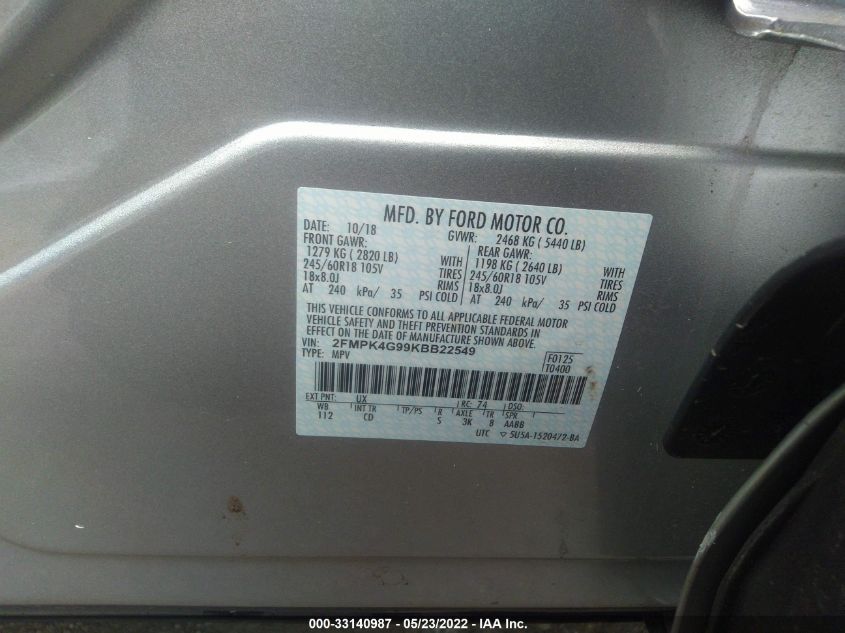 MFD. BY FORD MOTOR CO.
DATE: 10/18 GVWR: 2468 KG ( 5440 LB)
FRONT GAWR: REAR GAWR:
1279 KG ( 2820 LB) WITH 1198 KG ( 2640 LB) WITH
245/60R18 105V TIRES 245/60R18 105V TIRES
18x8.0J RIMS 18x8.0J RIMS
AT 240 kPa/ 35 PSI COLD AT 240 kPa/ 35 PSI COLD
THIS VEHICLE CONFORMS TO ALL APPLICABLE FEDERAL MOTOR
VEHICLE SAFETY AND THEFT PREVENTION STANDARDS IN
EFFECT ON THE DATE OF MANUFACTURE SHOWN ABOVE.
VIN: 2FMPK4G99KBB22549 F0125
TYPE: MPV T0400
EXT PNT: UX RC: 74 DSO:
WB INT TR TP/PS R AXLE TR SPR
112 CD S 3K 8 AABB
UTC ▽ 5U5A-1520472-BA
000-33140987 - 05/23/2022 - IAA Inc.